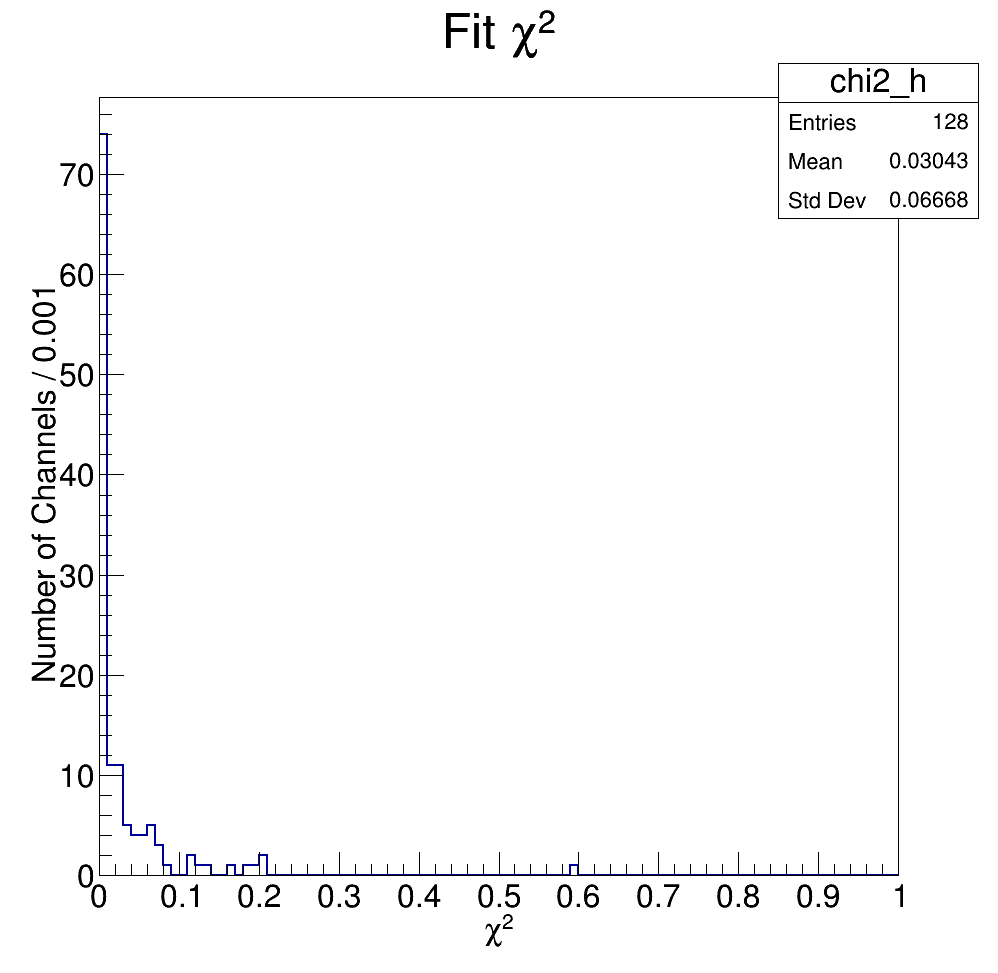 Fit χ²
chi2_h
Entries 128
Mean 0.03043
Std Dev 0.06668
Number of Channels / 0.001
70
60
50
40
30
20
10
0
0 0.1 0.2 0.3 0.4 0.5 0.6 0.7 0.8 0.9 1
χ²